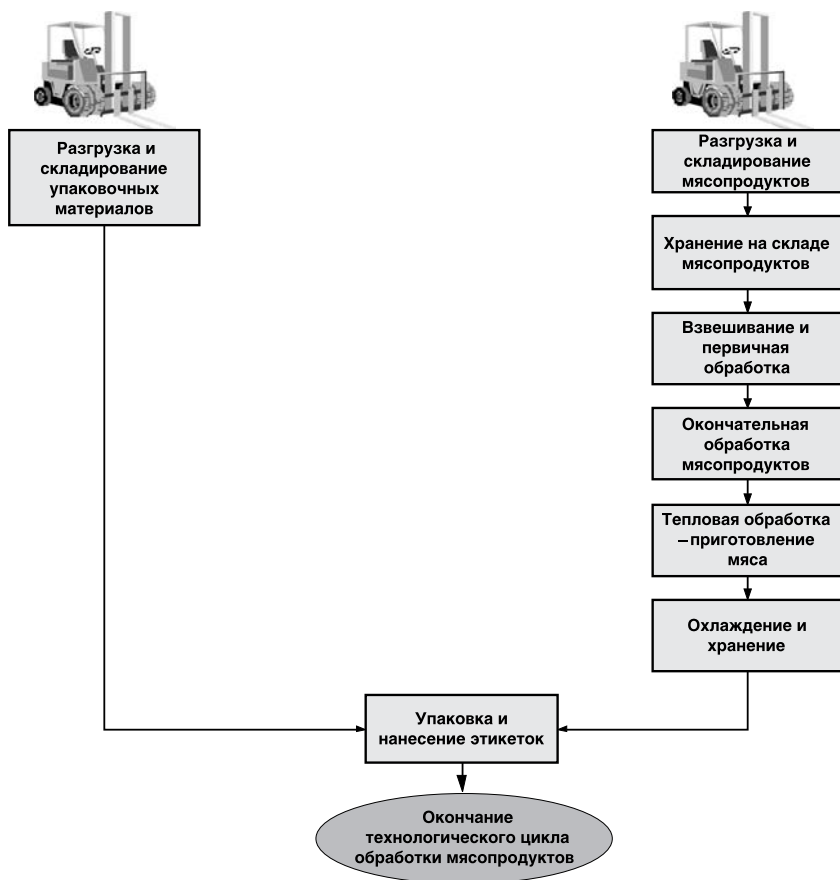 Разгрузка и
складирование
упаковочных
материалов
Разгрузка и
складирование
мясопродуктов
Хранение на складе
мясопродуктов
Взвешивание и
первичная
обработка
Окончательная
обработка
мясопродуктов
Тепловая обработка
–приготовление
мяса
Охлаждение и
хранение
Упаковка и
нанесение этикеток
Окончание
технологического цикла
обработки мясопродуктов